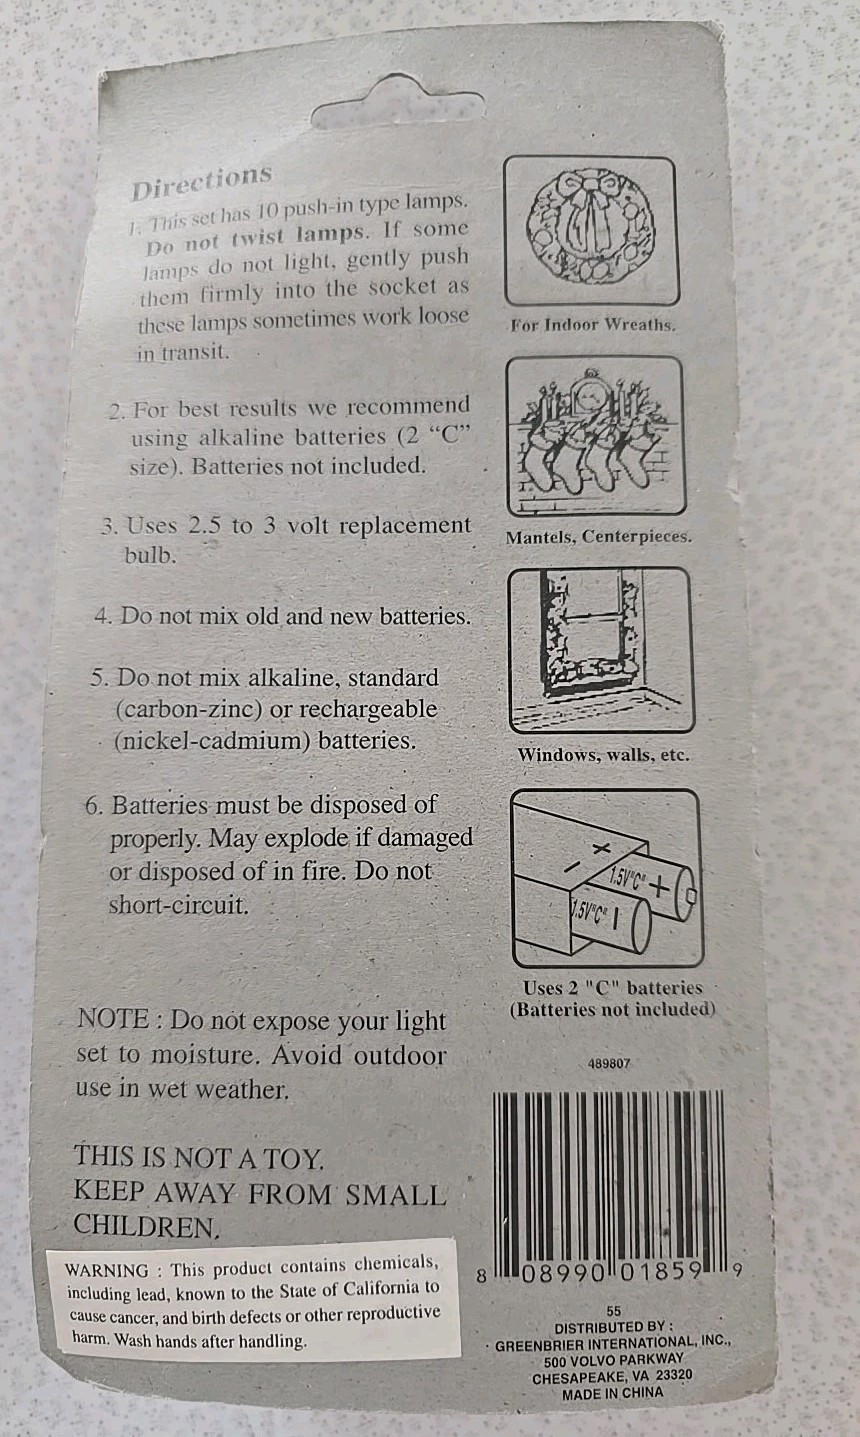 Directions
1. This set has 10 push-in type lamps.
Do not twist lamps. If some
lamps do not light, gently push
them firmly into the socket as
these lamps sometimes work loose
in transit.
2. For best results we recommend
using alkaline batteries (2 “C”
size). Batteries not included.
3. Uses 2.5 to 3 volt replacement
bulb.
4. Do not mix old and new batteries.
5. Do not mix alkaline, standard
(carbon-zinc) or rechargeable
(nickel-cadmium) batteries.
6. Batteries must be disposed of
properly. May explode if damaged
or disposed of in fire. Do not
short-circuit.
NOTE : Do not expose your light
set to moisture. Avoid outdoor
use in wet weather.
THIS IS NOT A TOY.
KEEP AWAY FROM SMALL
CHILDREN.
WARNING : This product contains chemicals,
including lead, known to the State of California to
cause cancer, and birth defects or other reproductive
harm. Wash hands after handling.
For Indoor Wreaths.
Mantels, Centerpieces.
Windows, walls, etc.
+
−
1.5V"C" +
1.5V"C" −
Uses 2 "C" batteries
(Batteries not included)
489807
8 08990 01859 9
55
DISTRIBUTED BY :
GREENBRIER INTERNATIONAL, INC.,
500 VOLVO PARKWAY
CHESAPEAKE, VA 23320
MADE IN CHINA